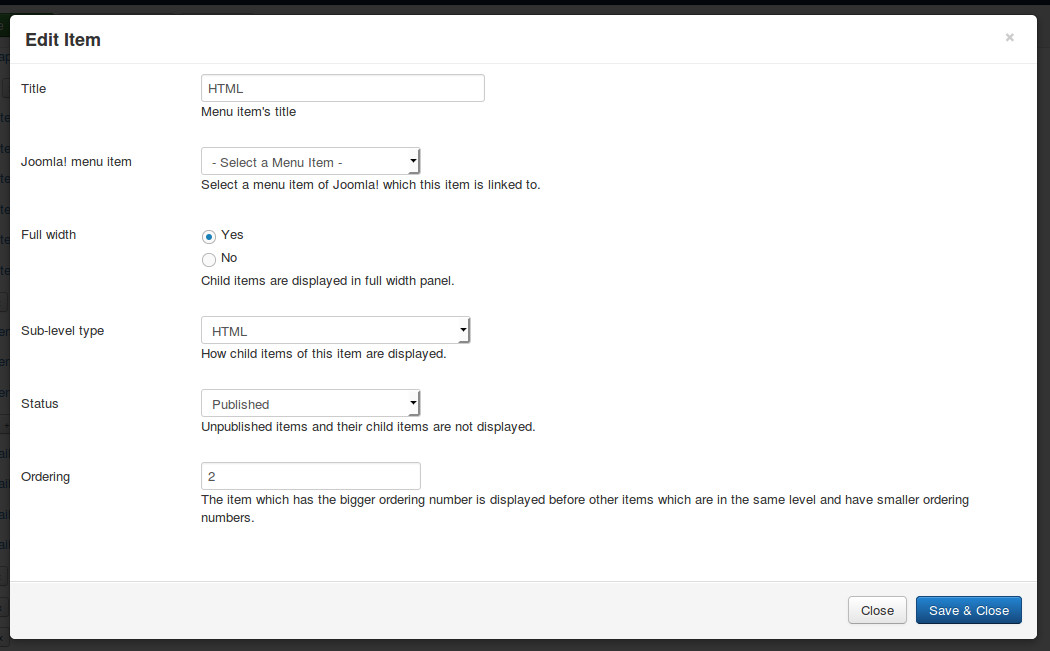 Edit Item
×
Title
HTML
Menu item's title
Joomla! menu item
- Select a Menu Item -
Select a menu item of Joomla! which this item is linked to.
Full width
Yes
No
Child items are displayed in full width panel.
Sub-level type
HTML
How child items of this item are displayed.
Status
Published
Unpublished items and their child items are not displayed.
Ordering
2
The item which has the bigger ordering number is displayed before other items which are in the same level and have smaller ordering
numbers.
Close
Save & Close